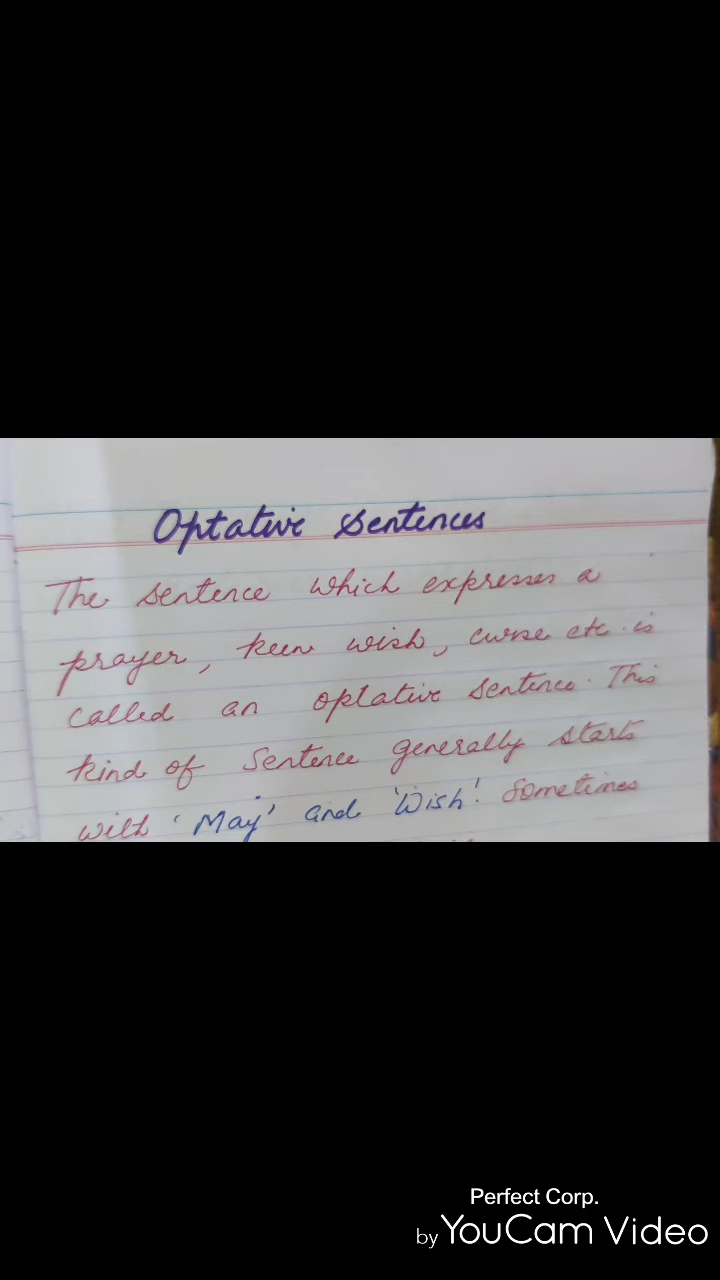 Optative Sentences
The sentence which expresses a
prayer, keen wish, curse etc. is
called an optative sentence. This
kind of sentence generally starts
with 'May' and 'Wish'. Sometimes
Perfect Corp.
by YouCam Video